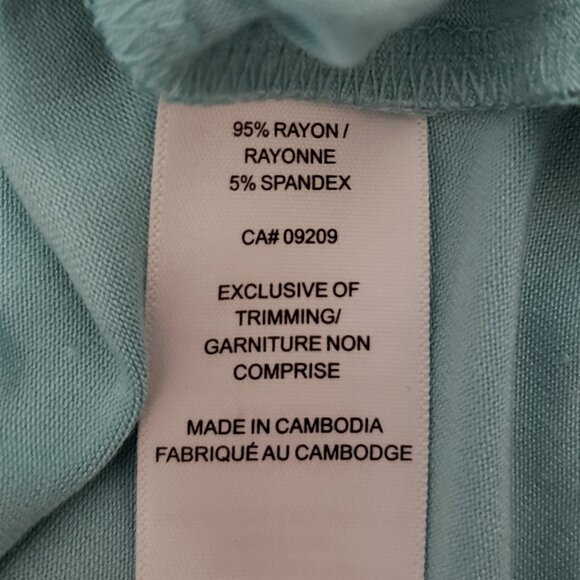 95% RAYON /
RAYONNE
5% SPANDEX
CA# 09209
EXCLUSIVE OF
TRIMMING/
GARNITURE NON
COMPRISE
MADE IN CAMBODIA
FABRIQUÉ AU CAMBODGE